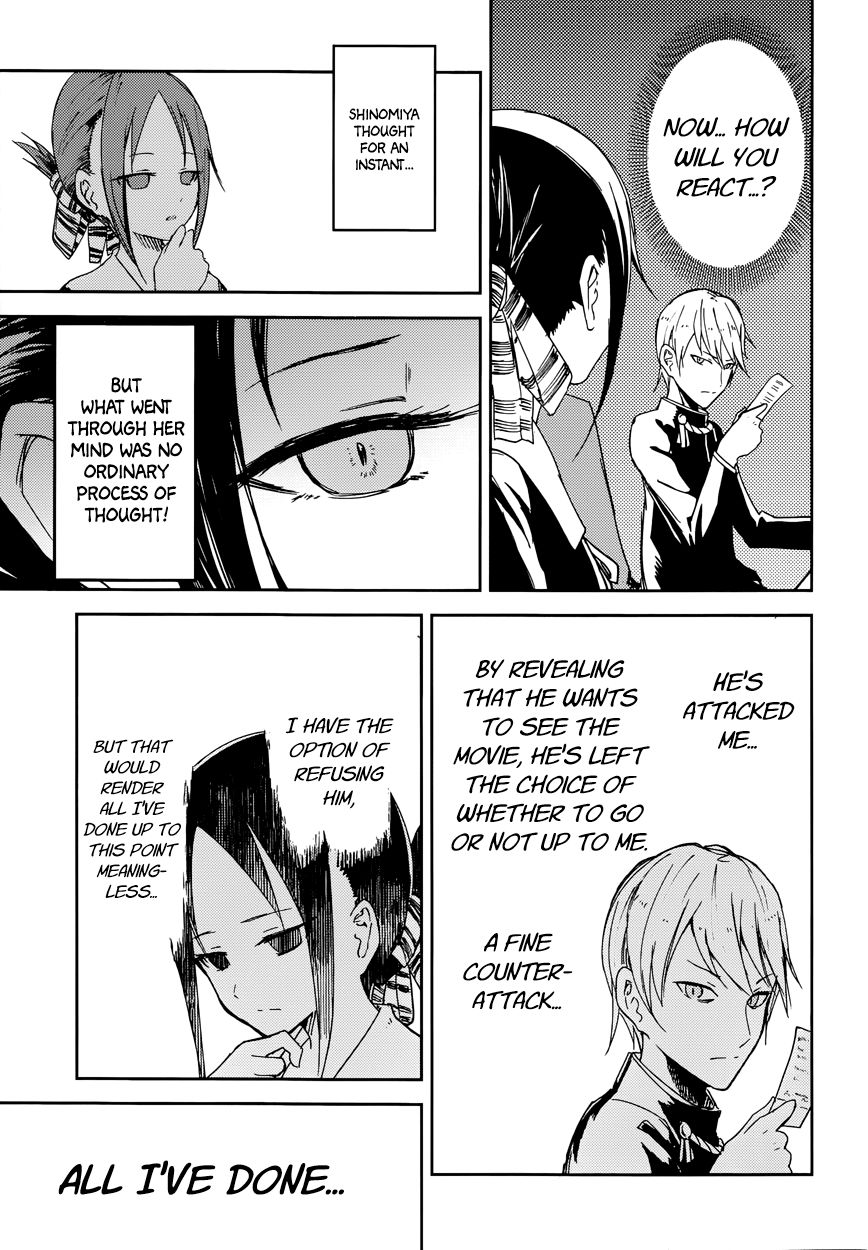 NOW... HOW
WILL YOU
REACT...?
SHINOMIYA
THOUGHT
FOR AN
INSTANT...
BUT
WHAT WENT
THROUGH HER
MIND WAS NO
ORDINARY
PROCESS OF
THOUGHT!
HE'S
ATTACKED
ME...
BY REVEALING
THAT HE WANTS
TO SEE THE
MOVIE, HE'S LEFT
THE CHOICE OF
WHETHER TO GO
OR NOT UP TO ME.
A FINE
COUNTER-
ATTACK...
I HAVE THE
OPTION OF
REFUSING
HIM,
BUT THAT
WOULD
RENDER
ALL I'VE
DONE UP TO
THIS POINT
MEANING-
LESS...
ALL I'VE DONE...